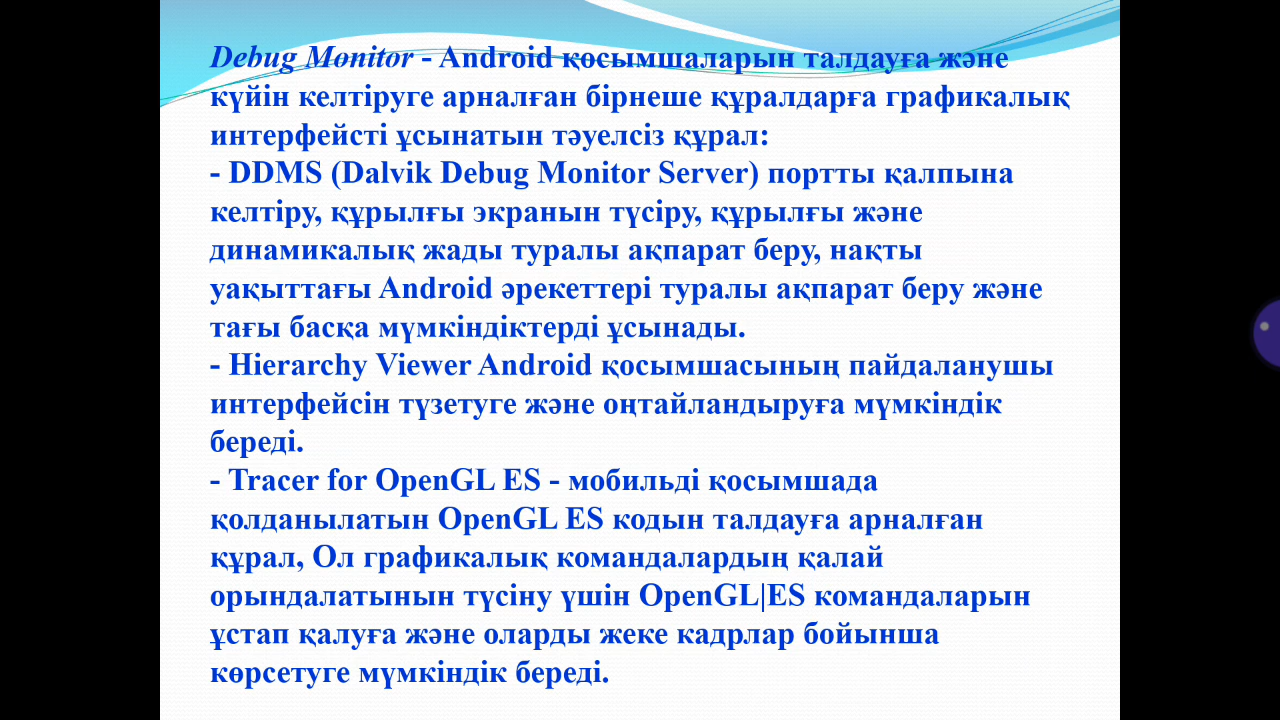 Debug Monitor - Android қосымшаларын талдауға және
күйін келтіруге арналған бірнеше құралдарға графикалық
интерфейсті ұсынатын тәуелсіз құрал:
- DDMS (Dalvik Debug Monitor Server) портты қалпына
келтіру, құрылғы экранын түсіру, құрылғы және
динамикалық жады туралы ақпарат беру, нақты
уақыттағы Android әрекеттері туралы ақпарат беру және
тағы басқа мүмкіндіктерді ұсынады.
- Hierarchy Viewer Android қосымшасының пайдаланушы
интерфейсін түзетуге және оңтайландыруға мүмкіндік
береді.
- Tracer for OpenGL ES - мобильді қосымшада
қолданылатын OpenGL ES кодын талдауға арналған
құрал, Ол графикалық командалардың қалай
орындалатынын түсіну үшін OpenGL|ES командаларын
ұстап қалуға және оларды жеке кадрлар бойынша
көрсетуге мүмкіндік береді.